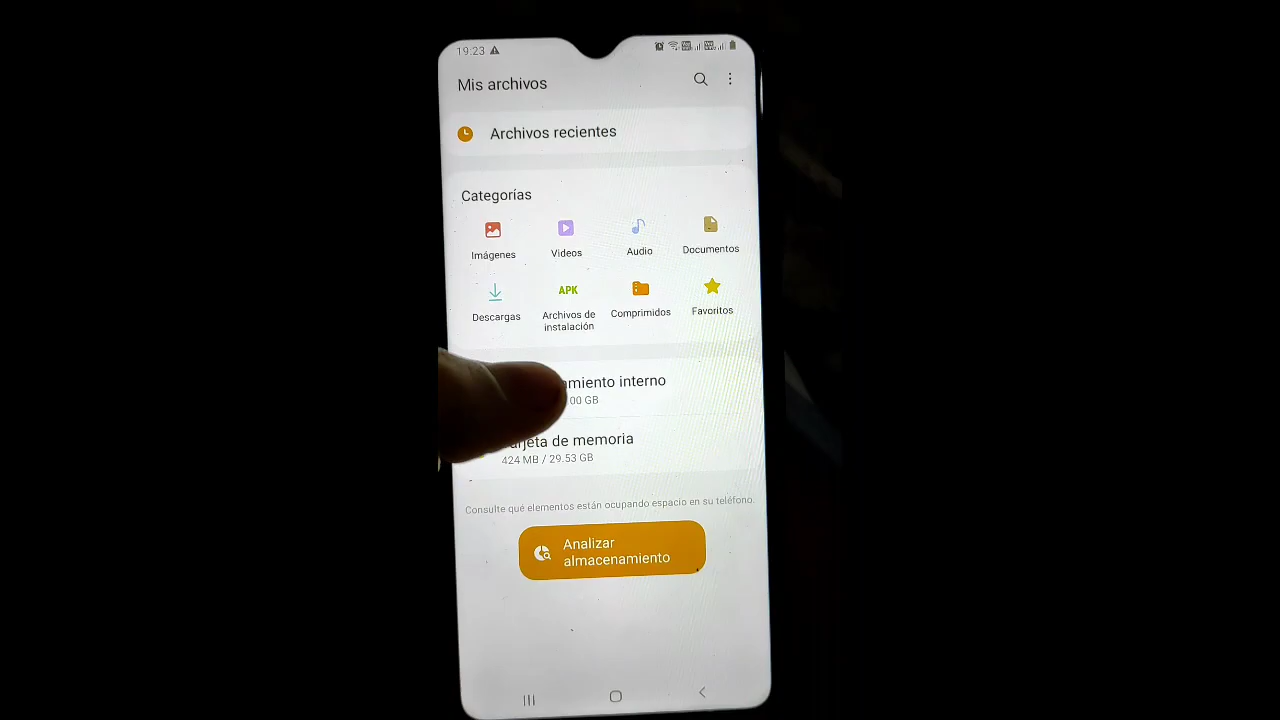 19:23
Mis archivos
Archivos recientes
Categorías
Imágenes
Videos
Audio
Documentos
Descargas
APK
Archivos de
instalación
Comprimidos
Favoritos
interno
00 GB
Tarjeta de memoria
424 MB / 29.53 GB
Consulte qué elementos están ocupando espacio en su teléfono.
Analizar
almacenamiento